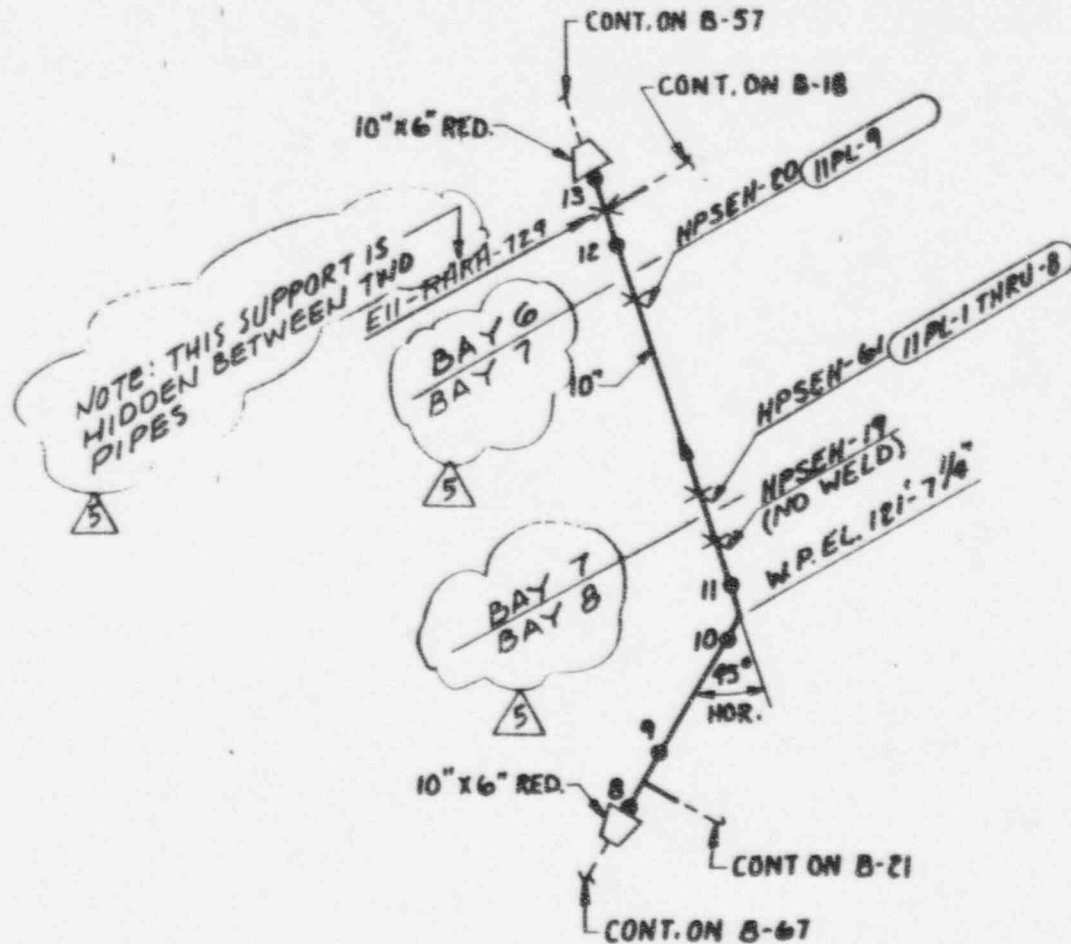 CONT. ON B-57
CONT. ON B-18
10" X 6" RED.
13
HPSEH-20
11PL-9
NOTE: THIS SUPPORT IS
HIDDEN BETWEEN TWO
PIPES
12
BAY 6
BAY 7
10"
HPSEH-61
11PL-1 THRU-8
HPSEH-19
(NO WELD)
5
5
W.P. EL. 121'-7 1/4"
BAY 7
BAY 8
11
10
45°
HOR.
5
9
10" X 6" RED.
8
CONT ON B-21
CONT. ON B-67